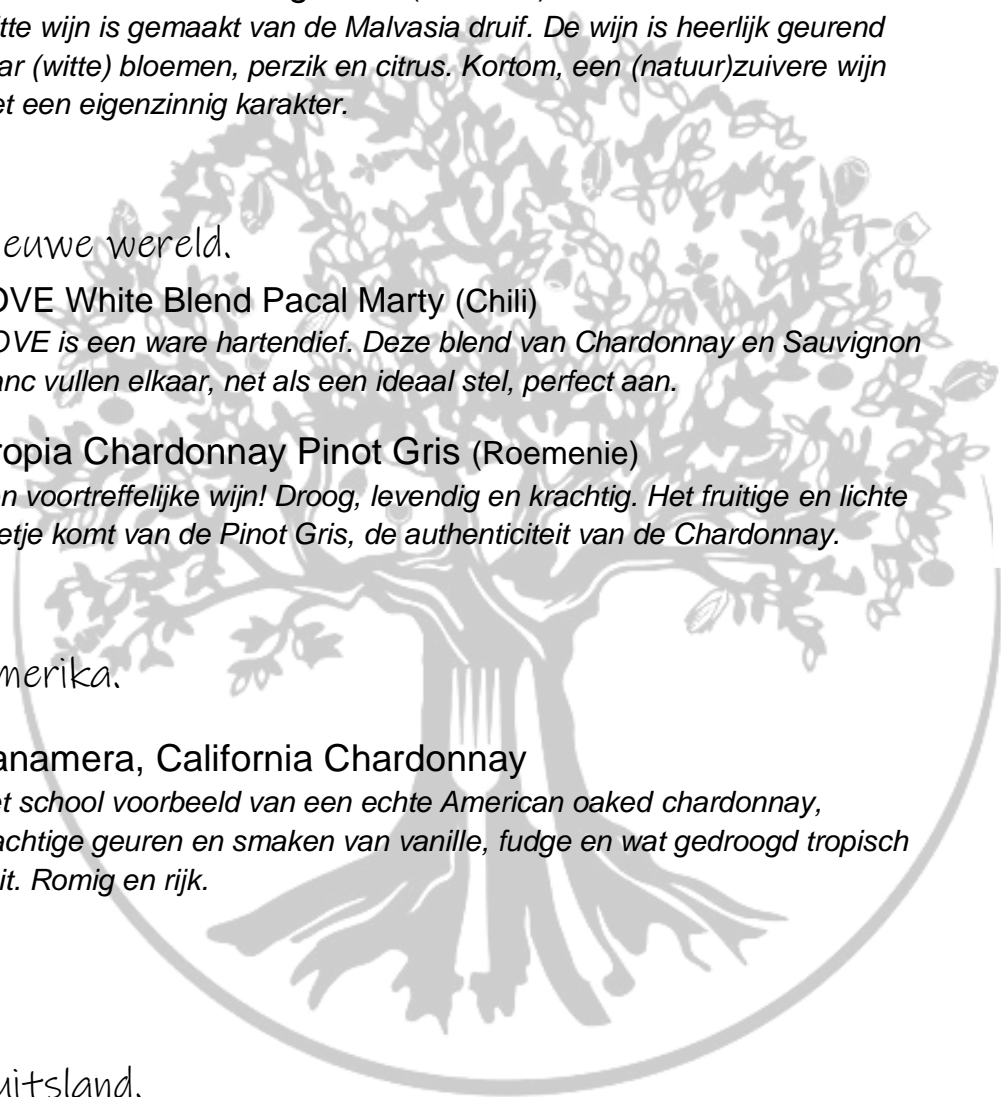 tte wijn is gemaakt van de Malvasia druif. De wijn is heerlijk geurend
ar (witte) bloemen, perzik en citrus. Kortom, een (natuur)zuivere wijn
et een eigenzinnig karakter.
euwe wereld.
OVE White Blend Pacal Marty (Chili)
OVE is een ware hartendief. Deze blend van Chardonnay en Sauvignon
anc vullen elkaar, net als een ideaal stel, perfect aan.
ropia Chardonnay Pinot Gris (Roemenie)
n voortreffelijke wijn! Droog, levendig en krachtig. Het fruitige en lichte
etje komt van de Pinot Gris, de authenticiteit van de Chardonnay.
merika.
anamera, California Chardonnay
et school voorbeeld van een echte American oaked chardonnay,
achtige geuren en smaken van vanille, fudge en wat gedroogd tropisch
it. Romig en rijk.
uitsland.